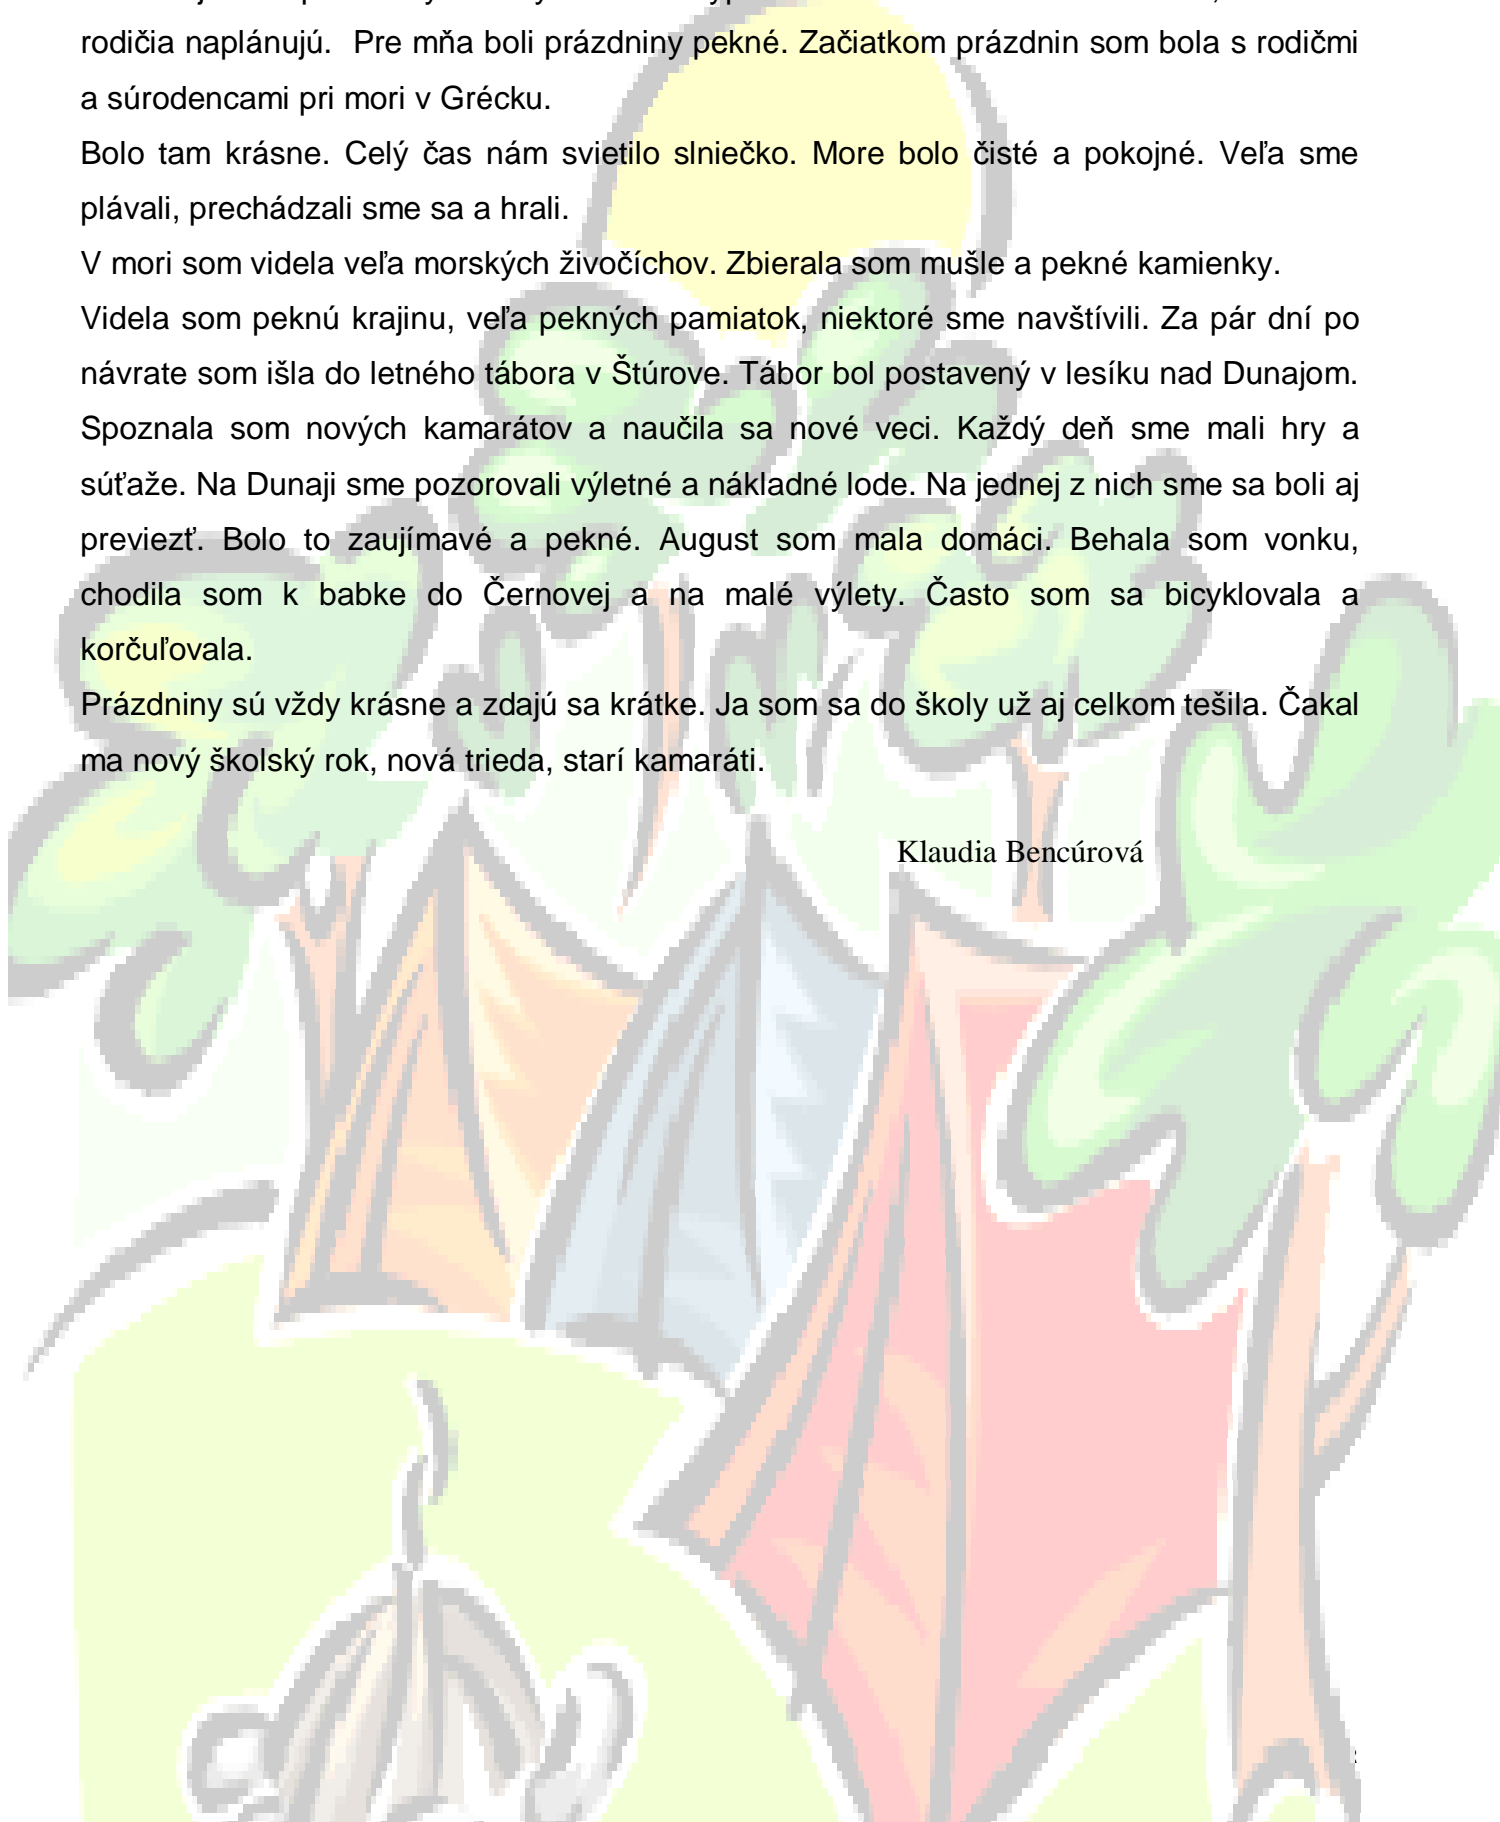 rodičia naplánujú. Pre mňa boli prázdniny pekné. Začiatkom prázdnin som bola s rodičmi
a súrodencami pri mori v Grécku.
Bolo tam krásne. Celý čas nám svietilo slniečko. More bolo čisté a pokojné. Veľa sme
plávali, prechádzali sme sa a hrali.
V mori som videla veľa morských živočíchov. Zbierala som mušle a pekné kamienky.
Videla som peknú krajinu, veľa pekných pamiatok, niektoré sme navštívili. Za pár dní po
návrate som išla do letného tábora v Štúrove. Tábor bol postavený v lesíku nad Dunajom.
Spoznala som nových kamarátov a naučila sa nové veci. Každý deň sme mali hry a
súťaže. Na Dunaji sme pozorovali výletné a nákladné lode. Na jednej z nich sme sa boli aj
previezť. Bolo to zaujímavé a pekné. August som mala domáci. Behala som vonku,
chodila som k babke do Černovej a na malé výlety. Často som sa bicyklovala a
korčuľovala.
Prázdniny sú vždy krásne a zdajú sa krátke. Ja som sa do školy už aj celkom tešila. Čakal
ma nový školský rok, nová trieda, starí kamaráti.
Klaudia Bencúrová